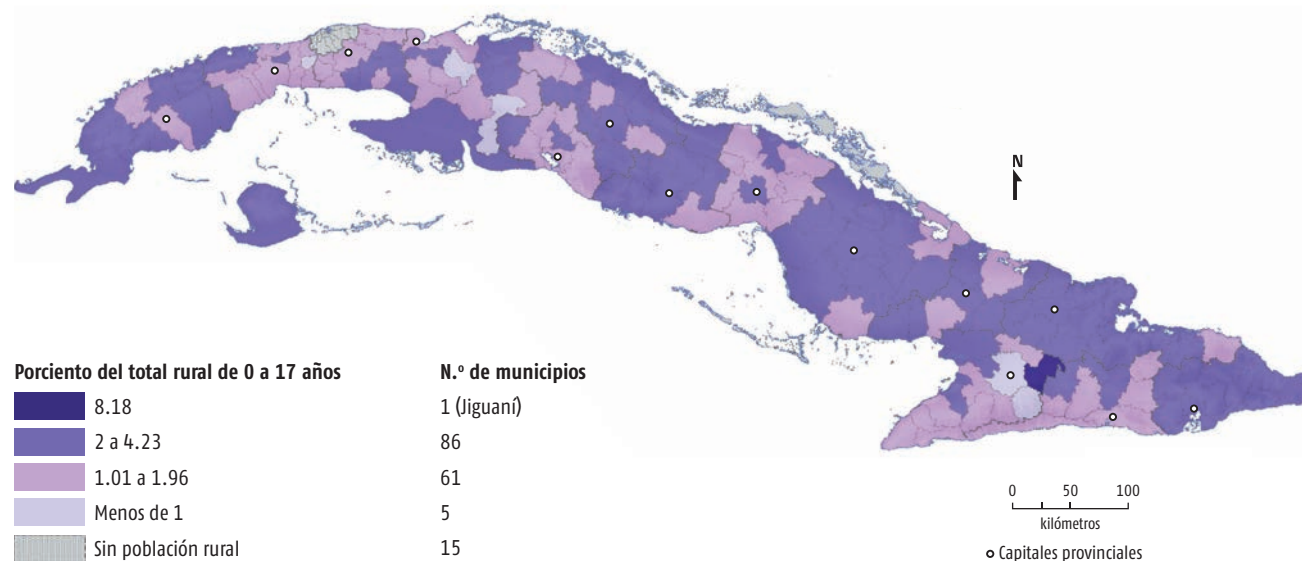 N
Porciento del total rural de 0 a 17 años N.º de municipios
8.18 1 (Jiguaní)
2 a 4.23 86
1.01 a 1.96 61
Menos de 1 5
Sin población rural 15
0 50 100
kilómetros
Capitales provinciales